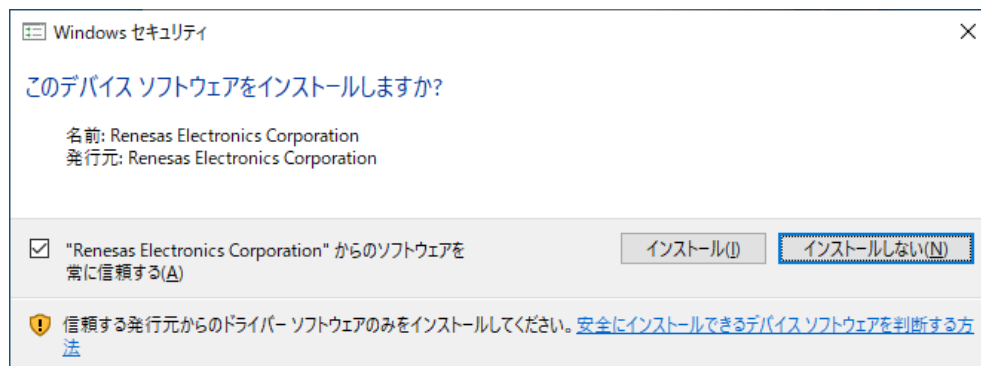 Windows セキュリティ
このデバイス ソフトウェアをインストールしますか?
名前: Renesas Electronics Corporation
発行元: Renesas Electronics Corporation
"Renesas Electronics Corporation" からのソフトウェアを
常に信頼する(A)
インストール(I)
インストールしない(N)
信頼する発行元からのドライバー ソフトウェアのみをインストールしてください。安全にインストールできるデバイス ソフトウェアを判断する方
法